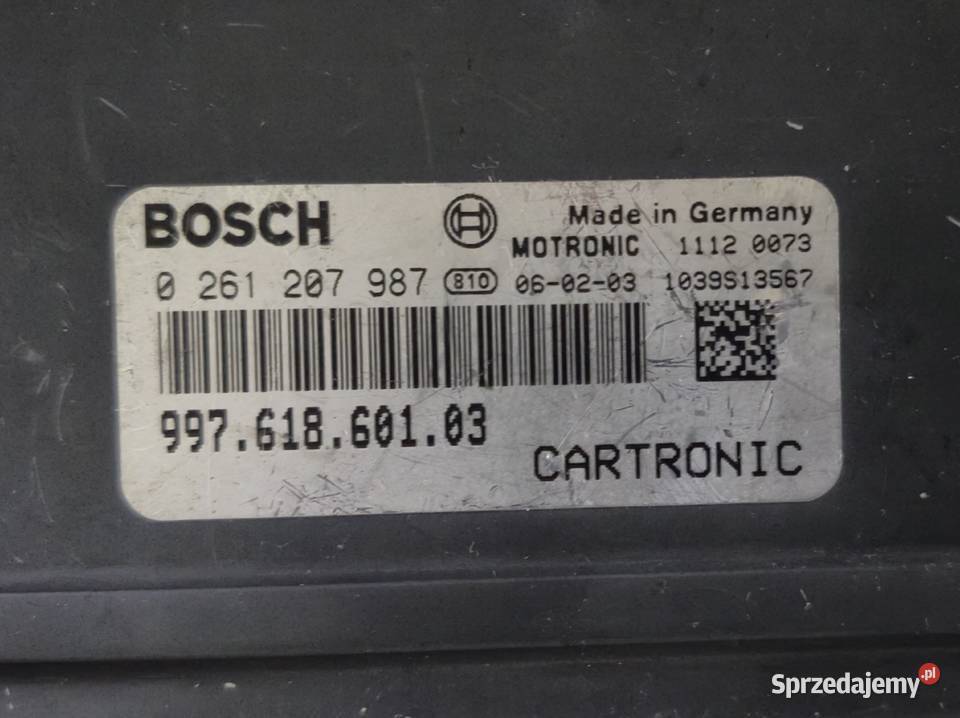 BOSCH
Made in Germany
MOTRONIC 1112 0073
0 261 207 987 810 06-02-03 1039S13567
997.618.601.03
CARTRONIC
Sprzedajemy.pl